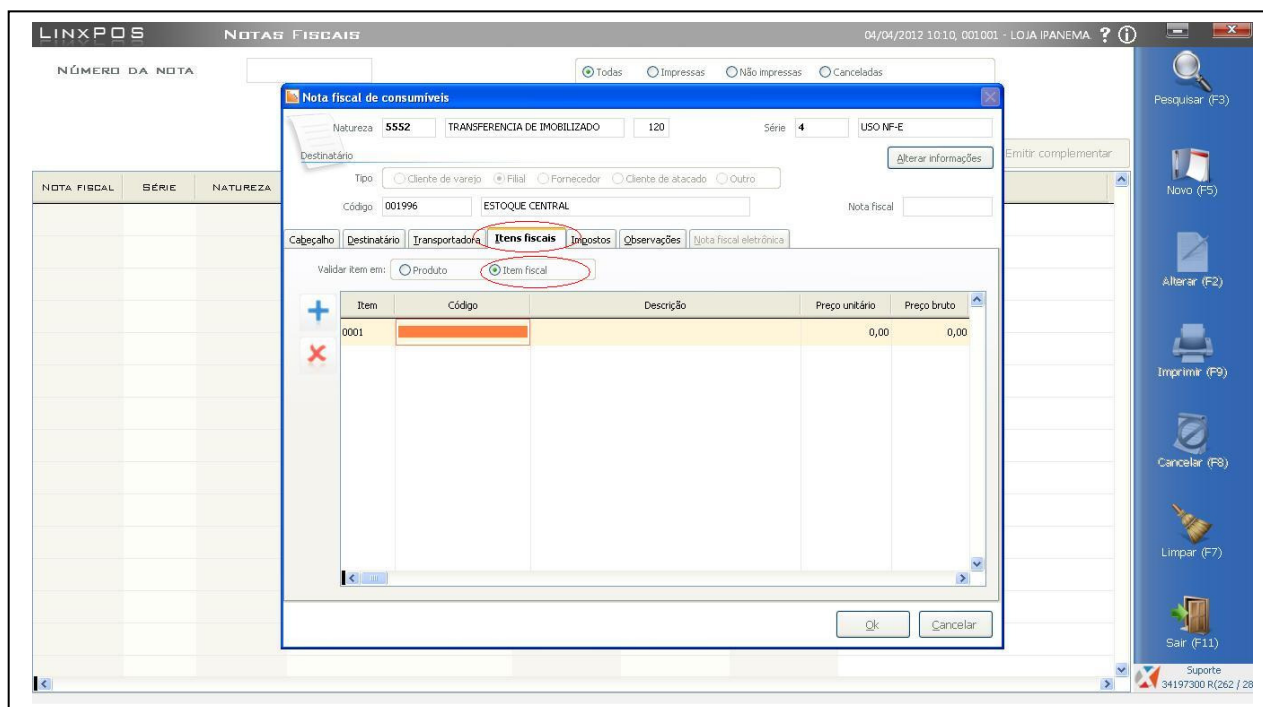 LINXPOS NOTAS FISCAIS 04/04/2012 10:10, 001001 - LOJA IPANEMA ?
NÚMERO DA NOTA Todas Impressas Não impressas Canceladas
Pesquisar (F3)
Nota fiscal de consumíveis
Natureza 5552 TRANSFERENCIA DE IMOBILIZADO 120 Série 4 USO NF-E
Destinatário Alterar informações Emitir complementar
Tipo Cliente de varejo Filial Fornecedor Cliente de atacado Outro
NOTA FISCAL SÉRIE NATUREZA
Novo (F5)
Código 001996 ESTOQUE CENTRAL Nota fiscal
Cabeçalho Destinatário Transportadora Itens fiscais Impostos Observações Nota fiscal eletrônica
Validar item em: Produto Item fiscal
Alterar (F2)
Item Código Descrição Preço unitário Preço bruto
0001 0,00 0,00
Imprimir (F9)
Cancelar (F8)
Limpar (F7)
Ok Cancelar
Sair (F11)
Suporte
34197300 R(262 / 28